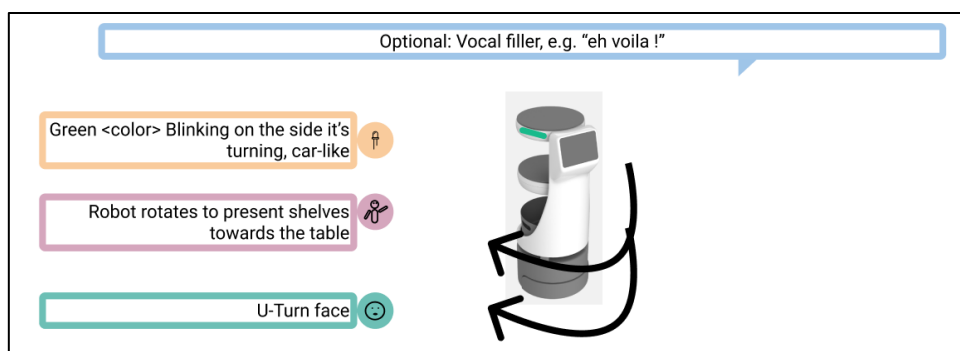 Optional: Vocal filler, e.g. “eh voila !”
Green <color> Blinking on the side it’s
turning, car-like
Robot rotates to present shelves
towards the table
U-Turn face